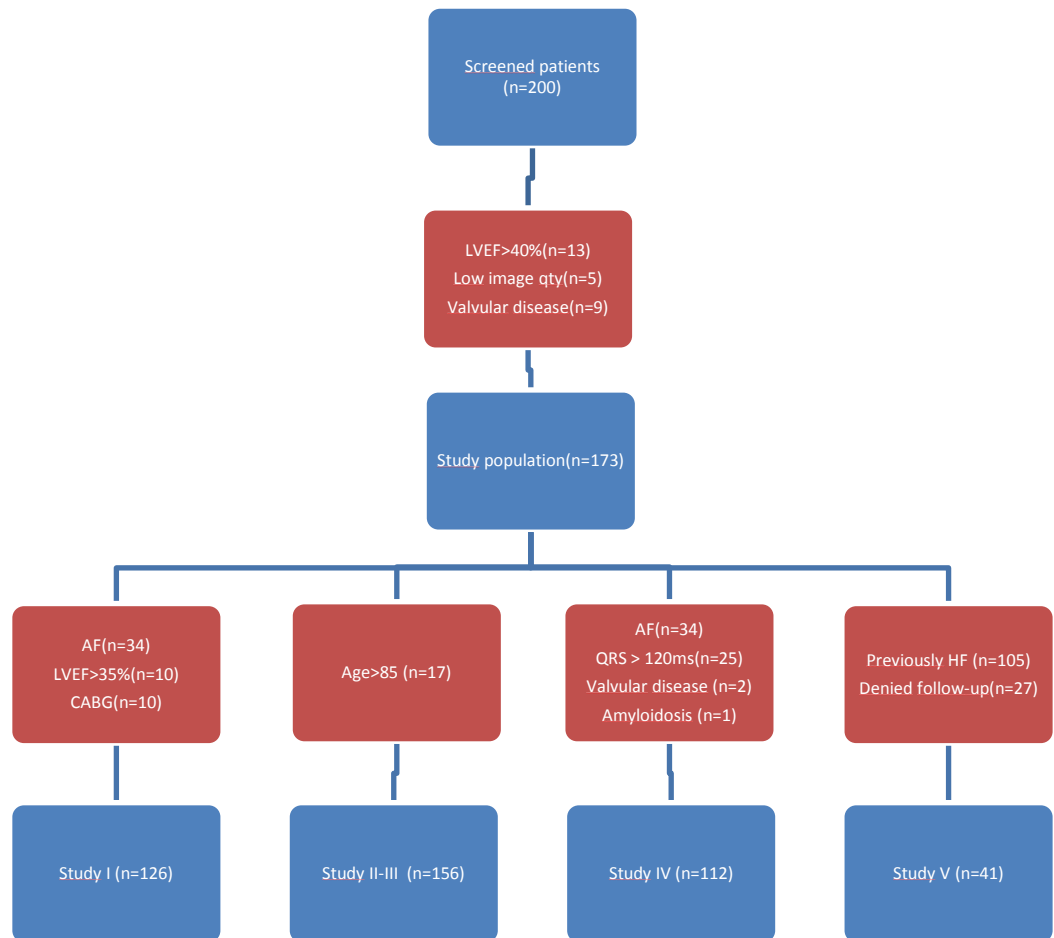 Screened patients
(n=200)
LVEF>40%(n=13)
Low image qty(n=5)
Valvular disease(n=9)
Study population(n=173)
AF(n=34)
LVEF>35%(n=10)
CABG(n=10)
Age>85 (n=17)
AF(n=34)
QRS > 120ms(n=25)
Valvular disease (n=2)
Amyloidosis (n=1)
Previously HF (n=105)
Denied follow-up(n=27)
Study I (n=126)
Study II-III (n=156)
Study IV (n=112)
Study V (n=41)